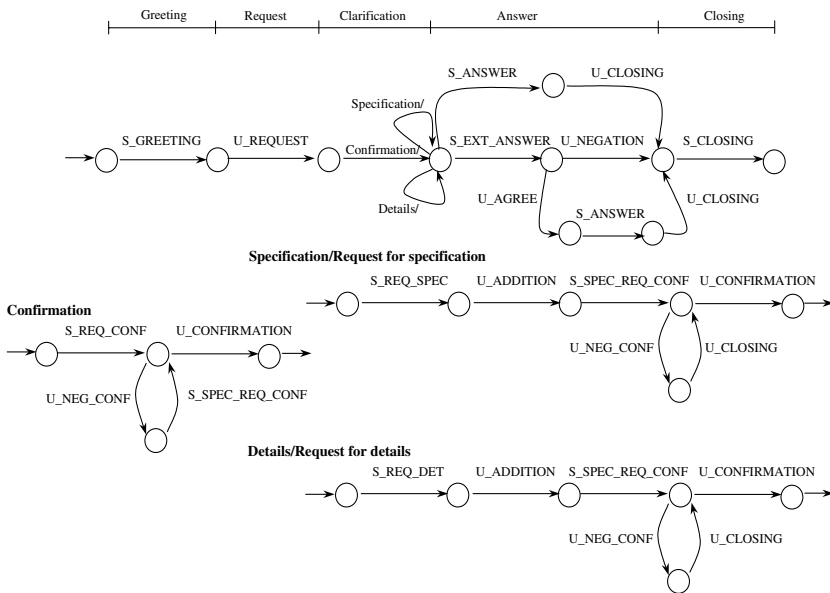 Greeting Request Clarification Answer Closing
S_ANSWER U_CLOSING
Specification/
S_GREETING U_REQUEST Confirmation/ S_EXT_ANSWER U_NEGATION S_CLOSING
Details/ U_AGREE U_CLOSING
S_ANSWER
Specification/Request for specification
S_REQ_SPEC U_ADDITION S_SPEC_REQ_CONF U_CONFIRMATION
U_NEG_CONF U_CLOSING
Confirmation
S_REQ_CONF U_CONFIRMATION
U_NEG_CONF S_SPEC_REQ_CONF
Details/Request for details
S_REQ_DET U_ADDITION S_SPEC_REQ_CONF U_CONFIRMATION
U_NEG_CONF U_CLOSING